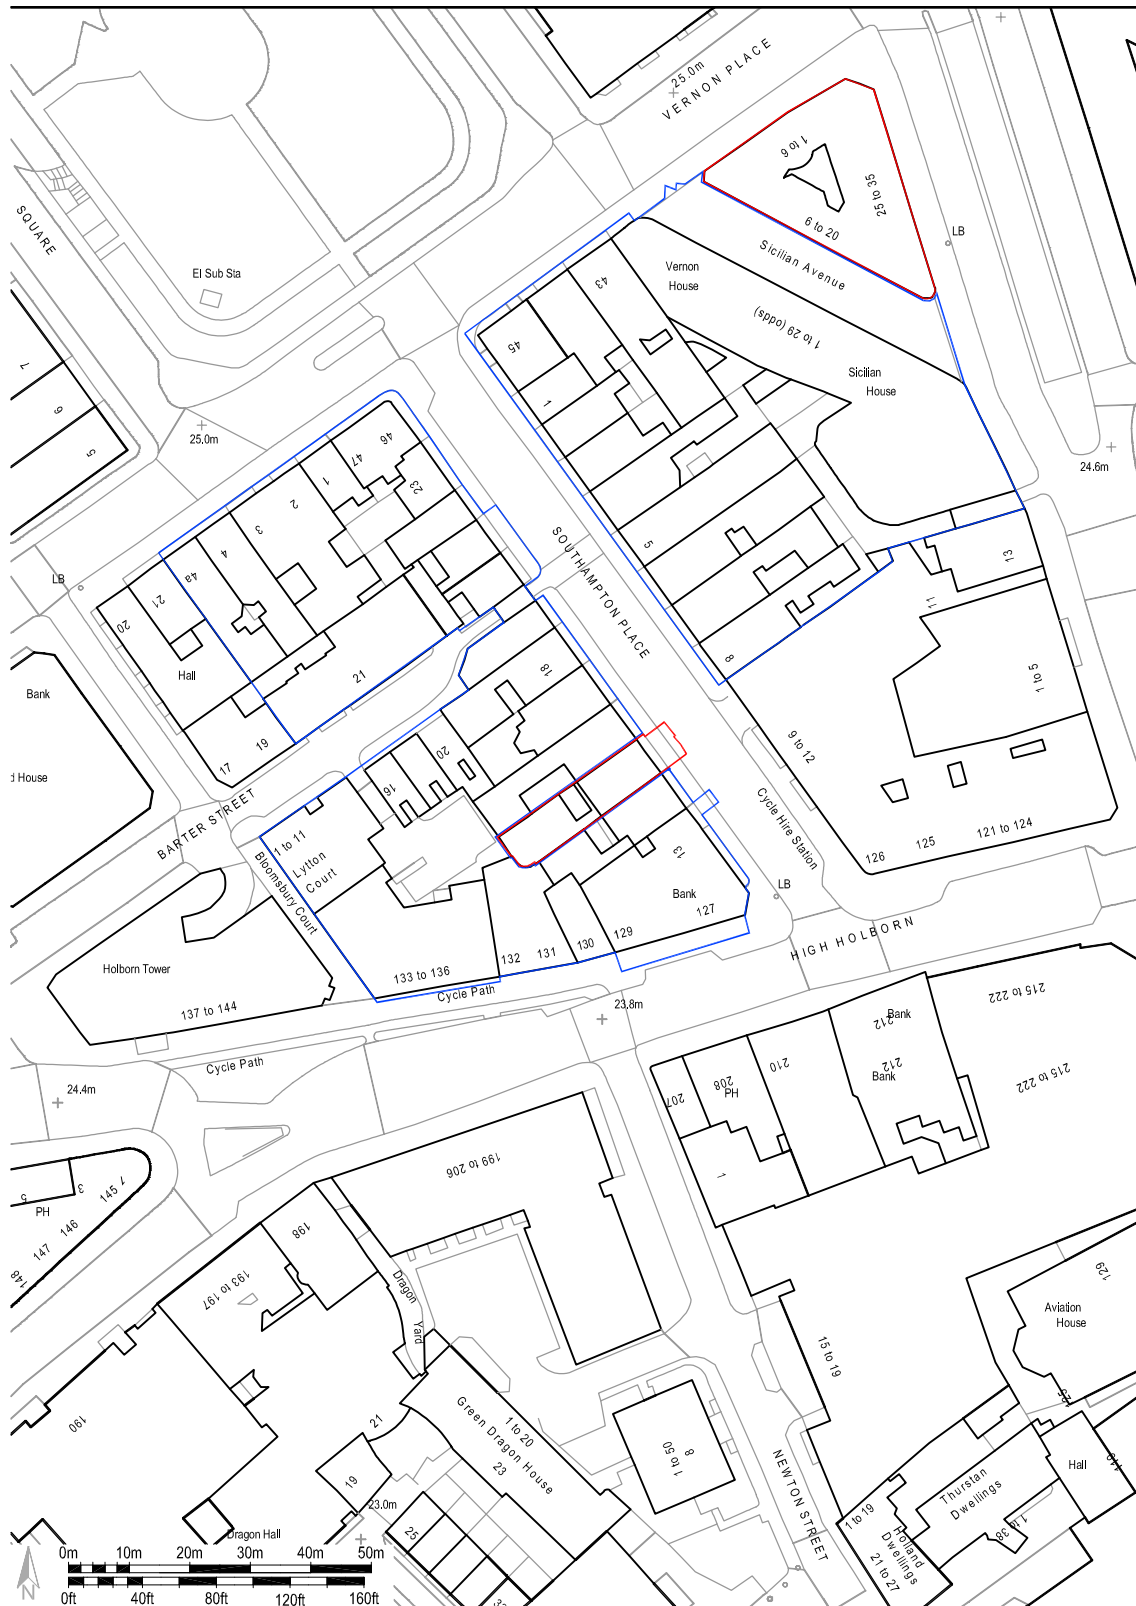 VERNON PLACE
25.0m
SQUARE
El Sub Sta
1 to 6
25 to 35
6 to 20
LB
Sicilian Avenue
Vernon
House
43
45
1
1 to 29 (odds)
Sicilian
House
7
6
5
25.0m
24.6m
46
47
1
2
3
4
4a
23
21
20
LB
Hall
21
19
17
SOUTHAMPTON PLACE
5
8
13
11
1 to 5
9 to 12
Bank
d House
18
20
16
BARTER STREET
1 to 11
Lytton
Court
Bloomsbury Court
Cycle Hire Station
126
125
121 to 124
13
Bank
127
LB
129
130
131
132
133 to 136
Cycle Path
HIGH HOLBORN
Holborn Tower
137 to 144
23.8m
Cycle Path
24.4m
215 to 222
Bank
212
212
Bank
215 to 222
210
208
PH
207
1
199 to 206
5
3
7
145
PH
146
147
148
198
193 to 197
Dragon
Yard
129
Aviation
House
15 to 19
190
21
19
1 to 20
Green Dragon House
23
8
1 to 50
NEWTON STREET
23.0m
25
Dragon Hall
Hall
Thurstan
Dwellings
1 to 38
1 to 19
Holland
Dwellings
21 to 27
0m
10m
20m
30m
40m
50m
0ft
40ft
80ft
120ft
160ft